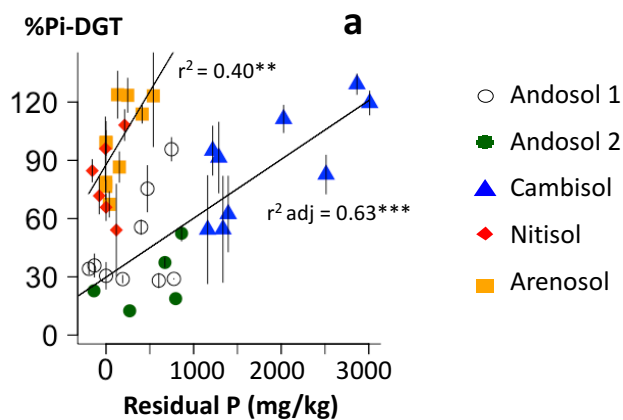 %Pi-DGT
a
r² = 0.40**
r² adj = 0.63***
120
90
60
30
0
0 1000 2000 3000
Residual P (mg/kg)
Andosol 1
Andosol 2
Cambisol
Nitisol
Arenosol